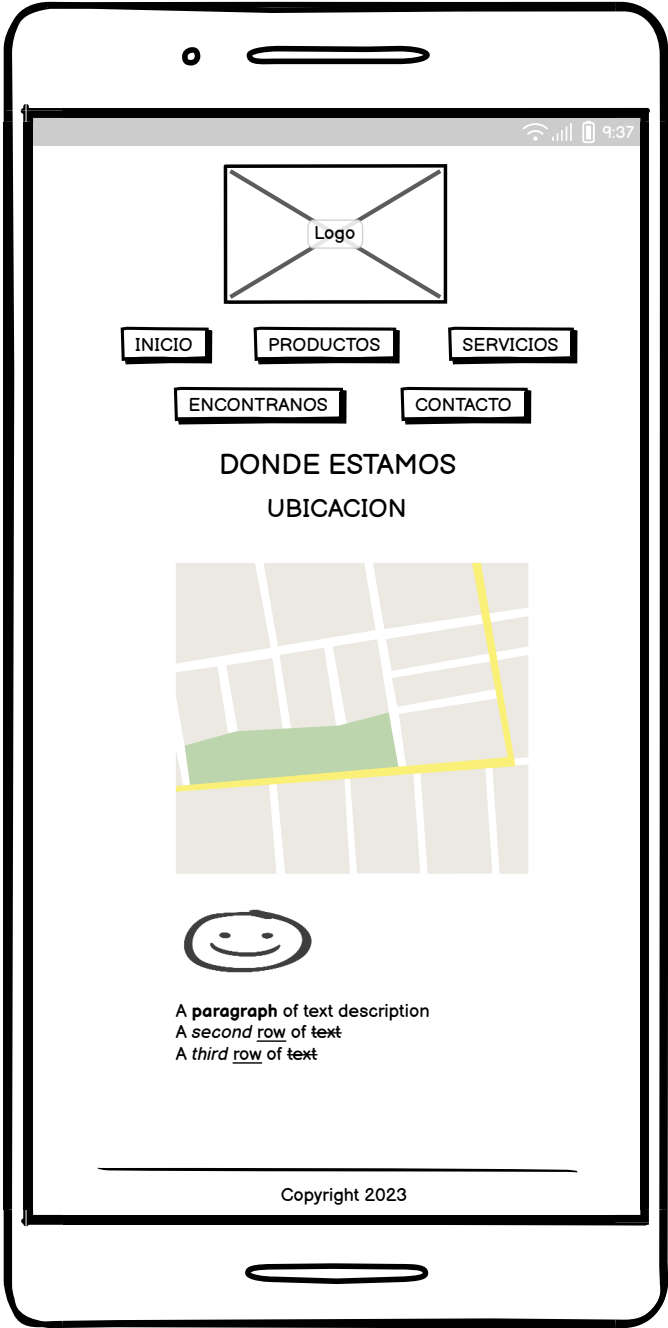 9:37
Logo
INICIO PRODUCTOS SERVICIOS
ENCONTRANOS CONTACTO
DONDE ESTAMOS
UBICACION
A paragraph of text description
A second row of text
A third row of text
Copyright 2023